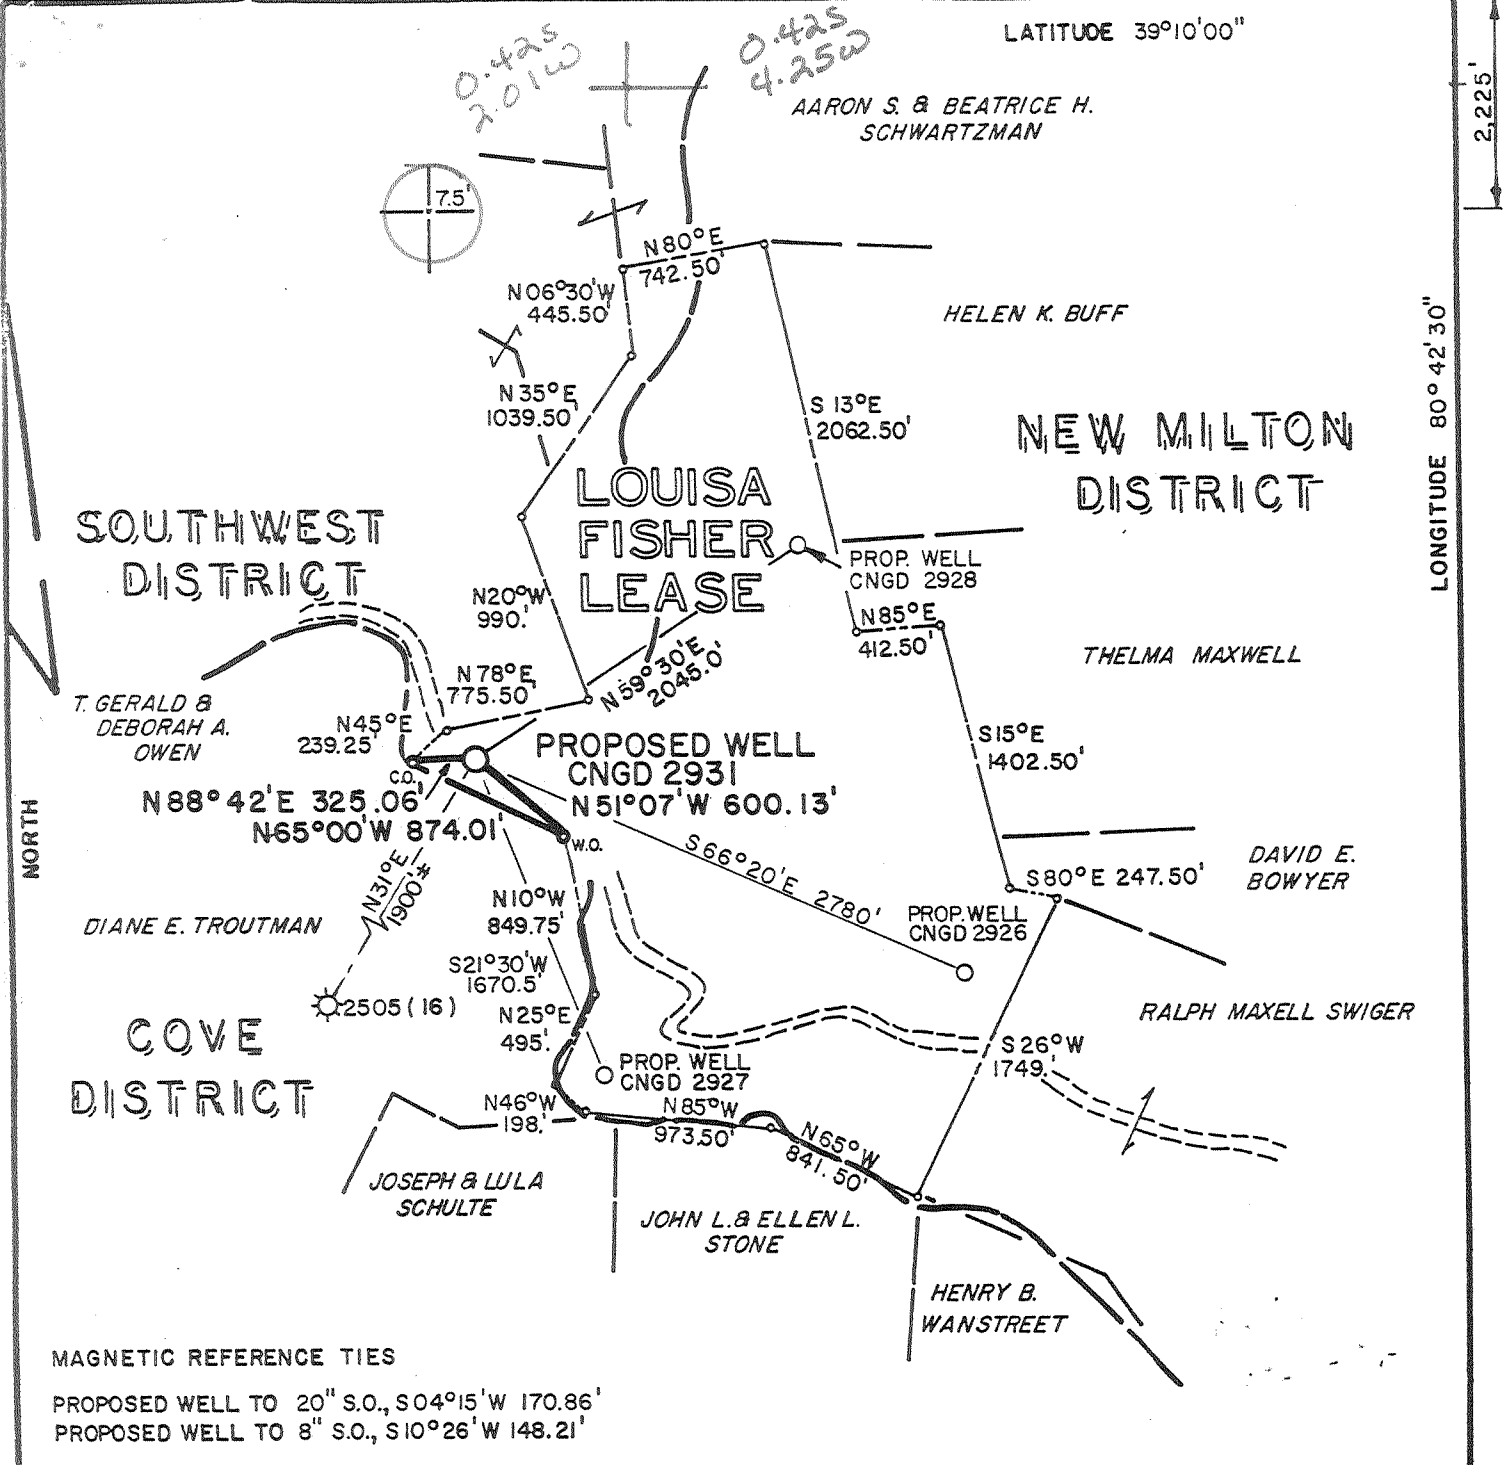 LATITUDE 39°10'00"
0.42S
2.01W
0.42S
4.25W
2,225'
AARON S. & BEATRICE H.
SCHWARTZMAN
7.5'
N80°E
742.50'
N06°30'W
445.50'
HELEN K. BUFF
LONGITUDE 80°42'30"
N35°E
1039.50'
S 13°E
2062.50'
NEW MILTON
DISTRICT
LOUISA
FISHER
LEASE
SOUTHWEST
DISTRICT
PROP. WELL
CNGD 2928
N20°W
990.'
N85°E
412.50'
THELMA MAXWELL
N78°E
775.50'
N59°30'E
2045.0'
T. GERALD &
DEBORAH A.
OWEN
N45°E
239.25'
S15°E
1402.50'
PROPOSED WELL
CNGD 2931
C.O.
N88°42'E 325.06'
N51°07'W 600.13'
N65°00'W 874.01'
W.O.
NORTH
S66°20'E 2780'
DAVID E.
BOWYER
S80°E 247.50'
N31°E
1900'±
N10°W
849.75'
PROP. WELL
CNGD 2926
DIANE E. TROUTMAN
S21°30'W
1670.5'
2505 (16)
N25°E
495.'
RALPH MAXELL SWIGER
COVE
DISTRICT
S26°W
1749.'
PROP. WELL
CNGD 2927
N46°W
198.'
N85°W
973.50'
N65°W
841.50'
JOSEPH & LULA
SCHULTE
JOHN L. & ELLEN L.
STONE
HENRY B.
WANSTREET
MAGNETIC REFERENCE TIES
PROPOSED WELL TO 20" S.O., S04°15'W 170.86'
PROPOSED WELL TO 8" S.O., S10°26'W 148.21'